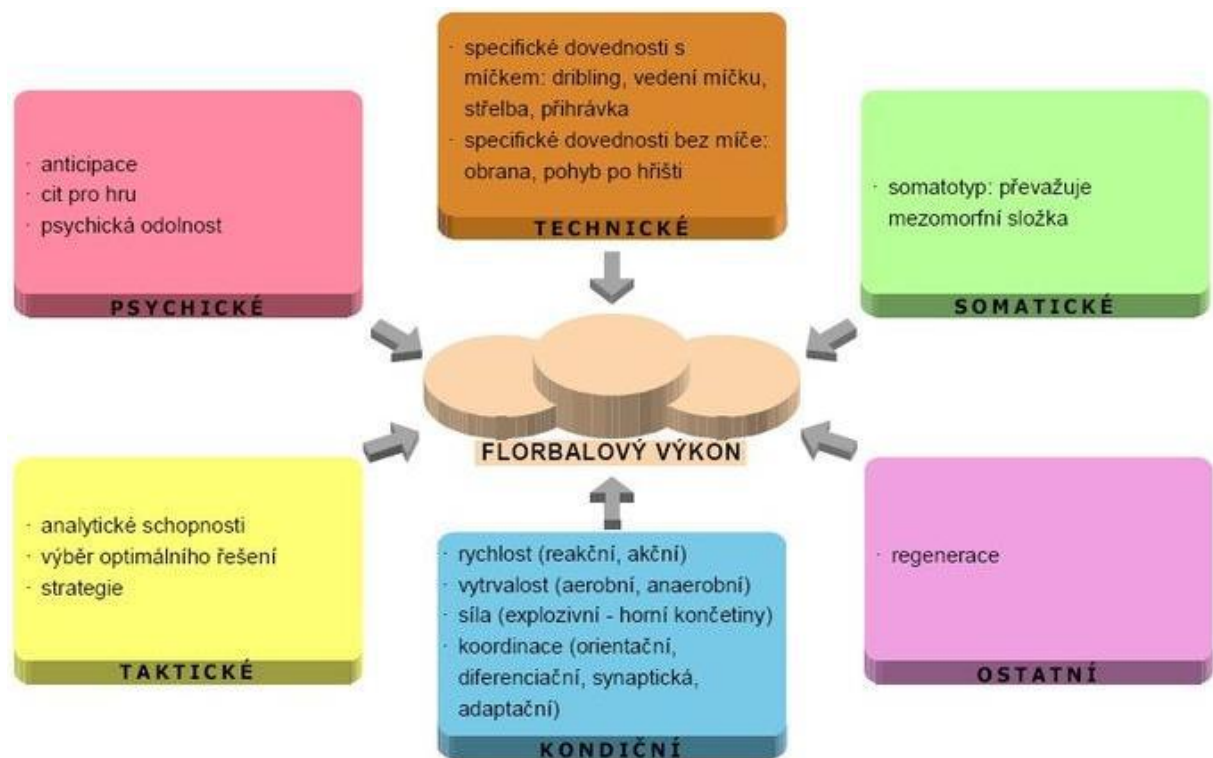 · specifické dovednosti s
míčkem: dribling, vedení míčku,
střelba, přihrávka
· specifické dovednosti bez míče:
obrana, pohyb po hřišti
TECHNICKÉ
· anticipace
· cit pro hru
· psychická odolnost
PSYCHICKÉ
· somatotyp: převažuje
mezomorfní složka
SOMATICKÉ
FLORBALOVÝ VÝKON
· analytické schopnosti
· výběr optimálního řešení
· strategie
TAKTICKÉ
· rychlost (reakční, akční)
· vytrvalost (aerobní, anaerobní)
· síla (explozivní - horní končetiny)
· koordinace (orientační,
diferenciační, synaptická,
adaptační)
KONDIČNÍ
· regenerace
OSTATNÍ